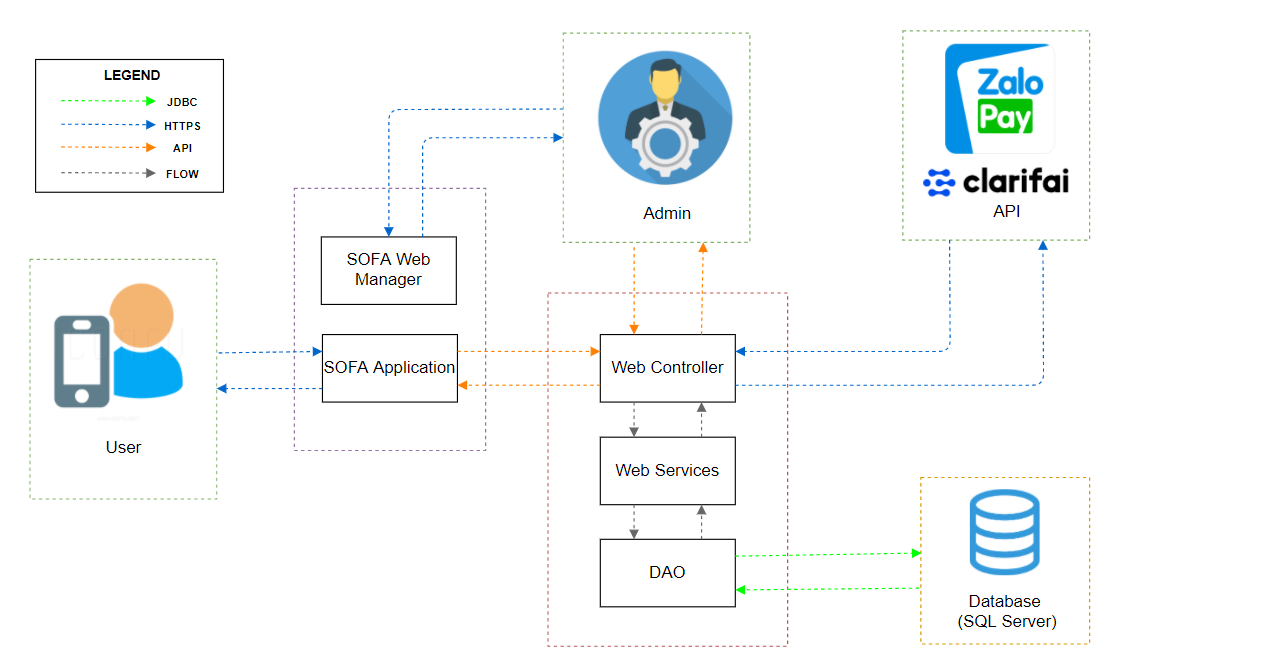 LEGEND
JDBC
HTTPS
API
FLOW
Zalo
Pay
clarifai
API
Admin
SOFA Web
Manager
SOFA Application
Web Controller
User
Web Services
DAO
Database
(SQL Server)